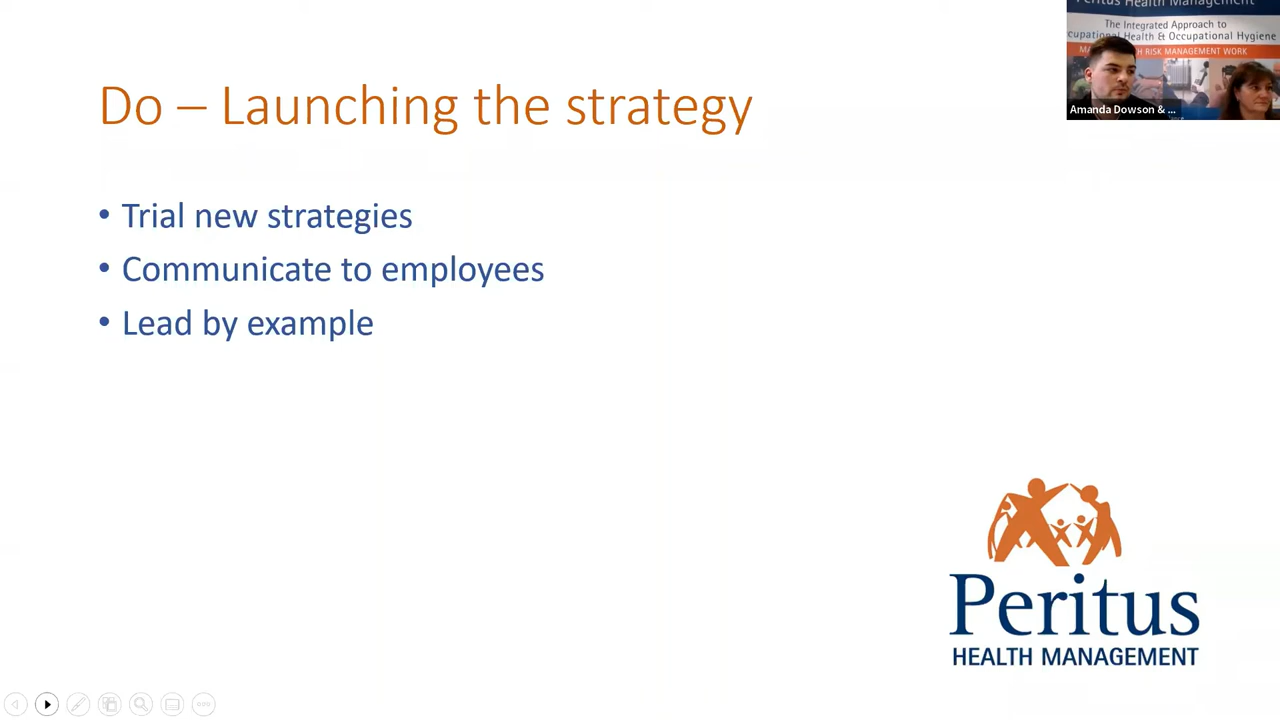 Do – Launching the strategy
• Trial new strategies
• Communicate to employees
• Lead by example
Peritus Health Management
The Integrated Approach to
Occupational Health & Occupational Hygiene
RISK MANAGEMENT WORK
Amanda Dowson & ...
Peritus
HEALTH MANAGEMENT